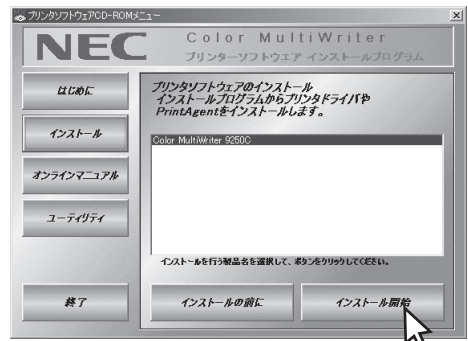 プリンタソフトウェアCD-ROMメニュー
NEC
Color MultiWriter
プリンターソフトウエア インストールプログラム
はじめに
インストール
オンラインマニュアル
ユーティリティ
終了
プリンタソフトウェアのインストール
インストールプログラムからプリンタドライバや
PrintAgentをインストールします。
Color MultiWriter 9250C
インストールを行う製品名を選択して、ボタンをクリックしてください。
インストールの前に
インストール開始